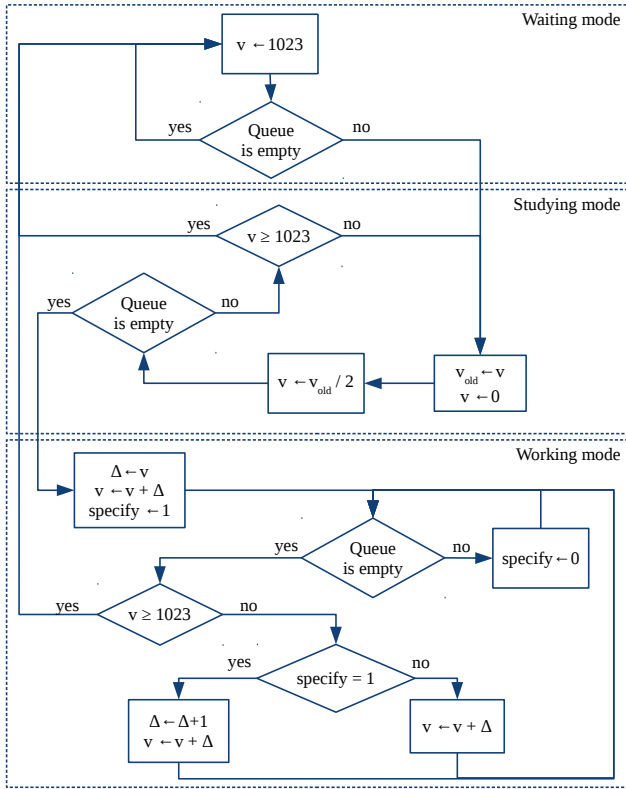 Waiting mode
v ←1023
yes
Queue
is empty
no
Studying mode
yes
v ≥ 1023
no
yes
Queue
is empty
no
v ← v_old / 2
v_old ← v
v ← 0
Working mode
Δ ← v
v ← v + Δ
specify ← 1
yes
Queue
is empty
no
specify ← 0
yes
v ≥ 1023
no
yes
specify = 1
no
Δ ← Δ+1
v ← v + Δ
v ← v + Δ